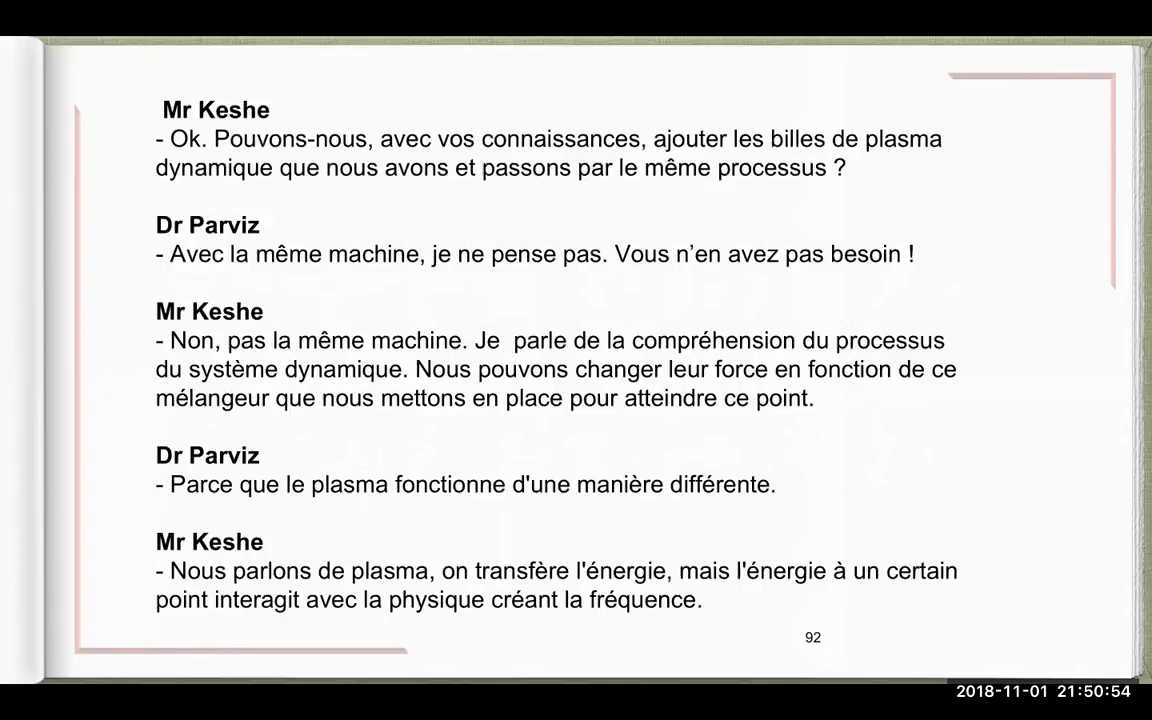 Mr Keshe
- Ok. Pouvons-nous, avec vos connaissances, ajouter les billes de plasma
dynamique que nous avons et passons par le même processus ?
Dr Parviz
- Avec la même machine, je ne pense pas. Vous n’en avez pas besoin !
Mr Keshe
- Non, pas la même machine. Je  parle de la compréhension du processus
du système dynamique. Nous pouvons changer leur force en fonction de ce
mélangeur que nous mettons en place pour atteindre ce point.
Dr Parviz
- Parce que le plasma fonctionne d'une manière différente.
Mr Keshe
- Nous parlons de plasma, on transfère l'énergie, mais l'énergie à un certain
point interagit avec la physique créant la fréquence.
92
2018-11-01 21:50:54